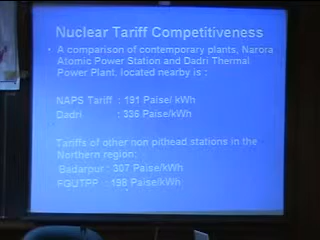 Nuclear Tariff Competitiveness
• A comparison of contemporary plants, Narora
Atomic Power Station and Dadri Thermal
Power Plant, located nearby is :
NAPS Tariff : 191 Paise/ kWh
Dadri : 336 Paise/kWh
Tariffs of other non pithead stations in the
Northern region:
Badarpur : 307 Paise/kWh
FGUTPP : 198 Paise/kWh